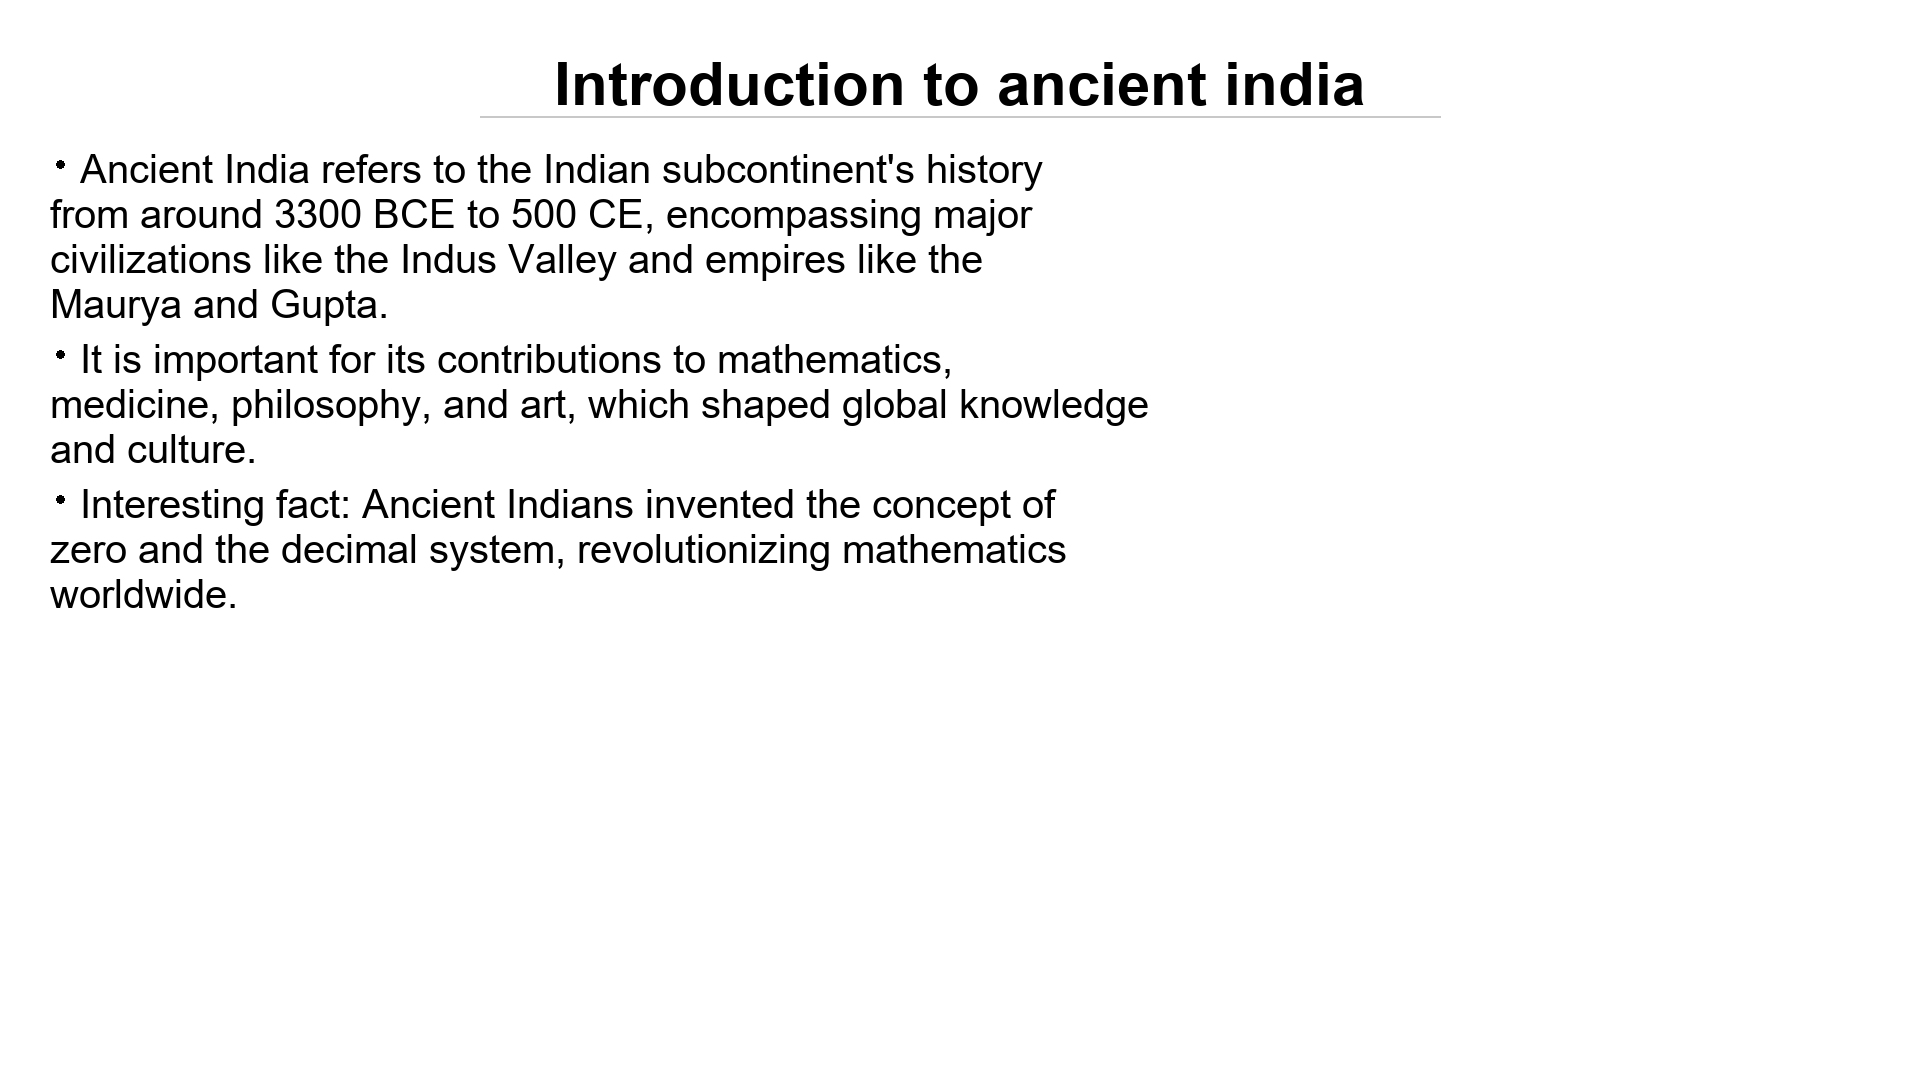 Introduction to ancient india
• Ancient India refers to the Indian subcontinent's history
from around 3300 BCE to 500 CE, encompassing major
civilizations like the Indus Valley and empires like the
Maurya and Gupta.
• It is important for its contributions to mathematics,
medicine, philosophy, and art, which shaped global knowledge
and culture.
• Interesting fact: Ancient Indians invented the concept of
zero and the decimal system, revolutionizing mathematics
worldwide.